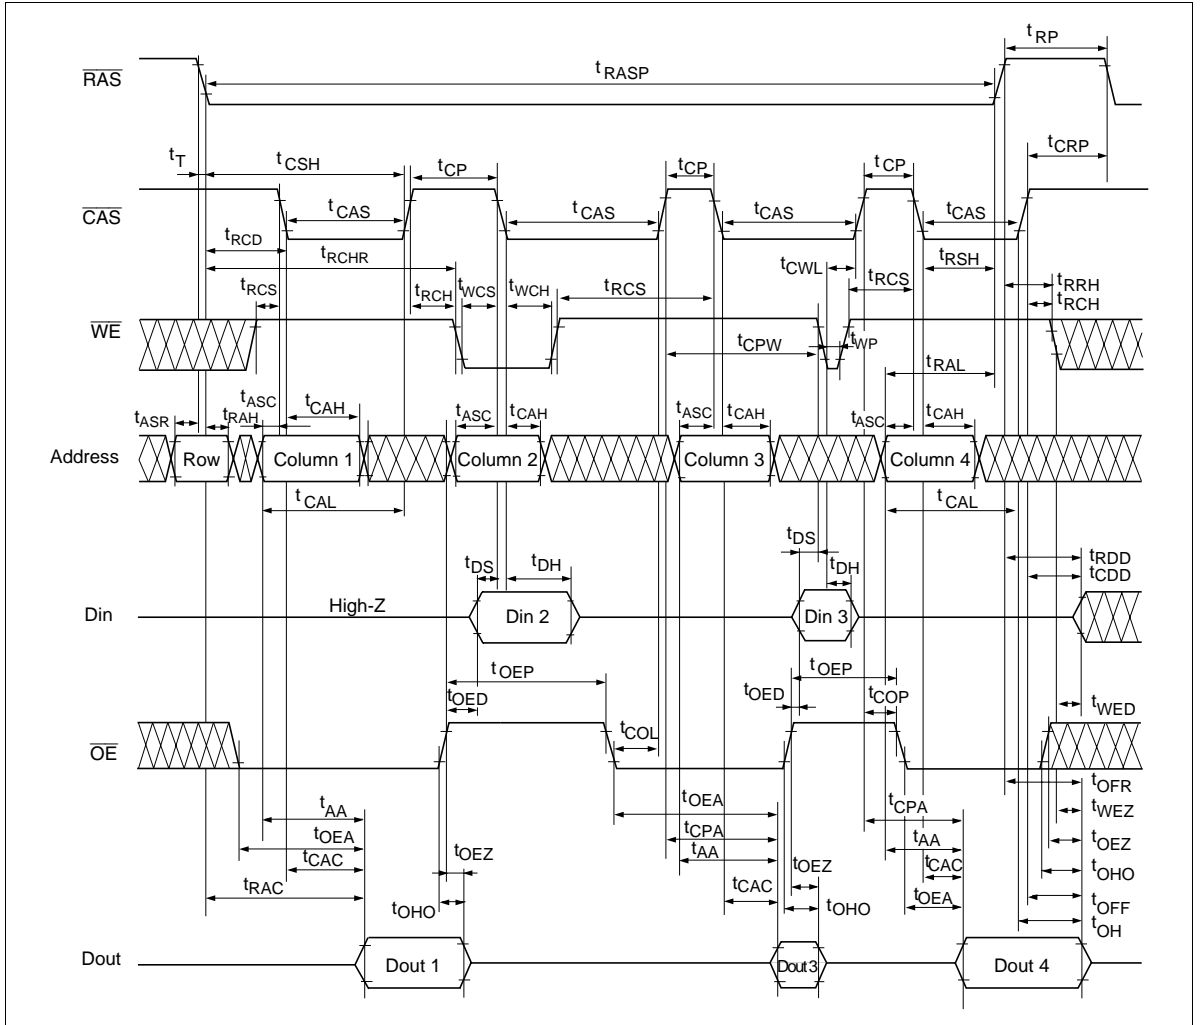 tRP
RAS
tRASP
tT
tCSH
tCP
tCP
tCP
tCRP
CAS
tCAS
tCAS
tCAS
tCAS
tRCD
tRCHR
tCWL
tRSH
tRCS
tRCH
tWCS
tWCH
tRCS
tRCS
tRRH
tRCH
WE
tCPW
tWP
tRAL
tASR
tRAH
tASC
tCAH
tASC
tCAH
tASC
tCAH
tASC
tCAH
Address
Row
Column 1
Column 2
Column 3
Column 4
tCAL
tCAL
tDS
tDH
tDS
tDH
tRDD
tCDD
Din
High-Z
Din 2
Din 3
tOEP
tOEP
tOED
tOED
tCOP
tWED
OE
tCOL
tOFR
tAA
tOEA
tCPA
tWEZ
tOEA
tCPA
tAA
tOEZ
tCAC
tOEZ
tAA
tOEZ
tCAC
tRAC
tCAC
tOEA
tOHO
tOHO
tOHO
tOFF
tOH
Dout
Dout 1
Dout 3
Dout 4